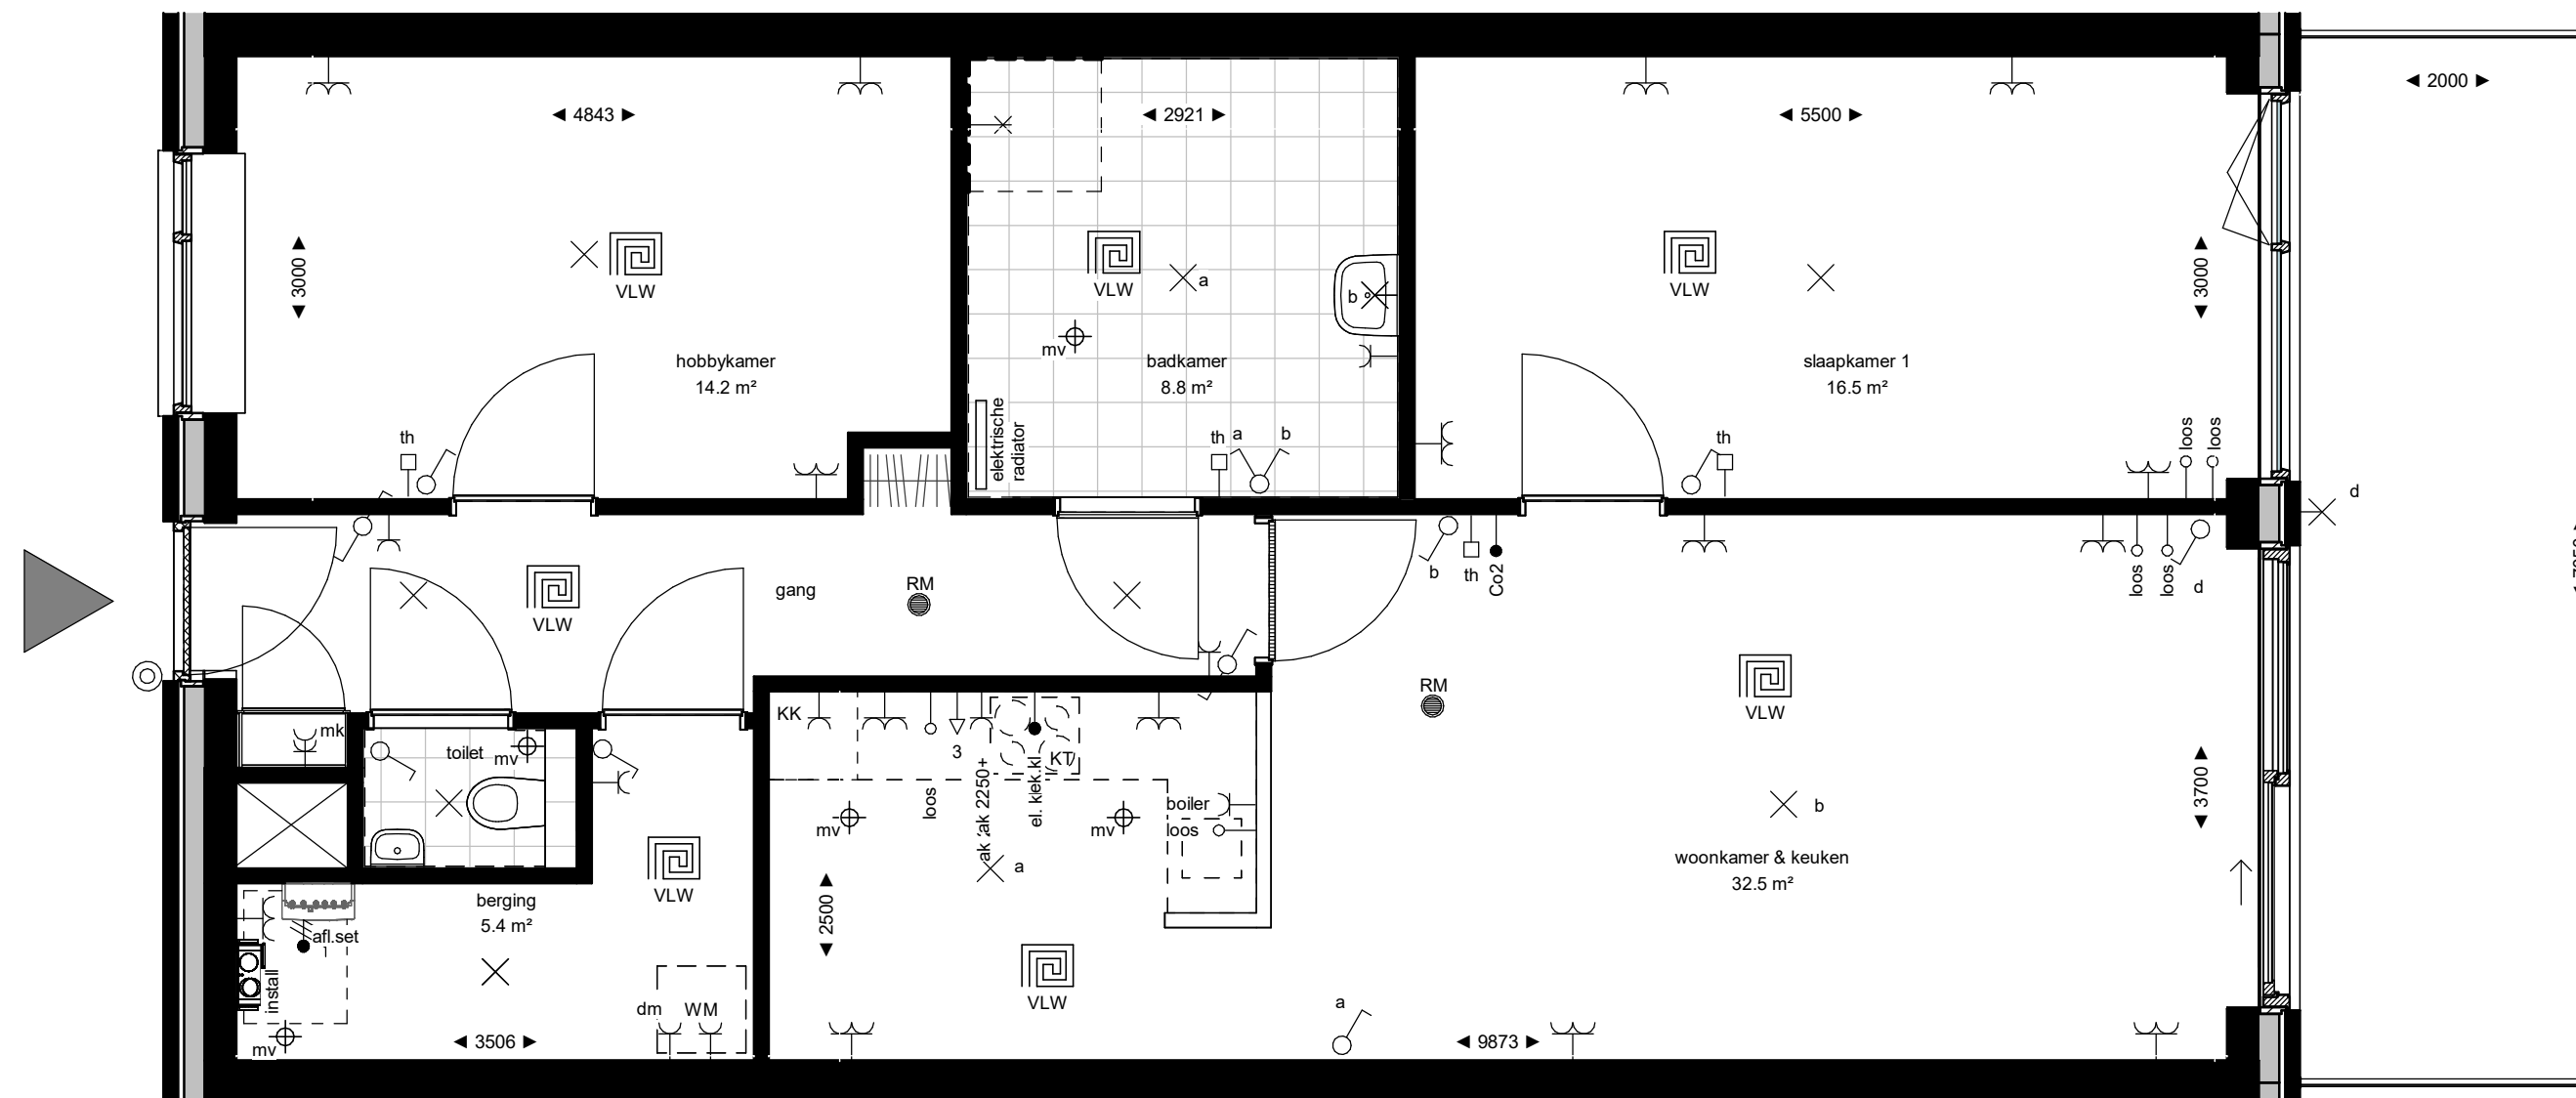 ◄ 4843 ►
◄ 2921 ►
◄ 5500 ►
◄ 2000 ►
◄ 3000 ►
VLW
VLW
a
b
VLW
◄ 3000 ►
mv
hobbykamer
14.2 m²
badkamer
8.8 m²
slaapkamer 1
16.5 m²
elektrische
radiator
th
th
a
b
th
loos
loos
d
gang
RM
VLW
b
th
Co2
loos
loos
d
RM
VLW
KK
mk
toilet
mv
3
KT
loos
el. kiek.kl
mv
mv
boiler
loos
◄ 3700 ►
b
a
woonkamer & keuken
32.5 m²
VLW
berging
5.4 m²
◄ 2500 ►
afl.set
install
VLW
dm
WM
a
◄ 3506 ►
mv
◄ 9873 ►